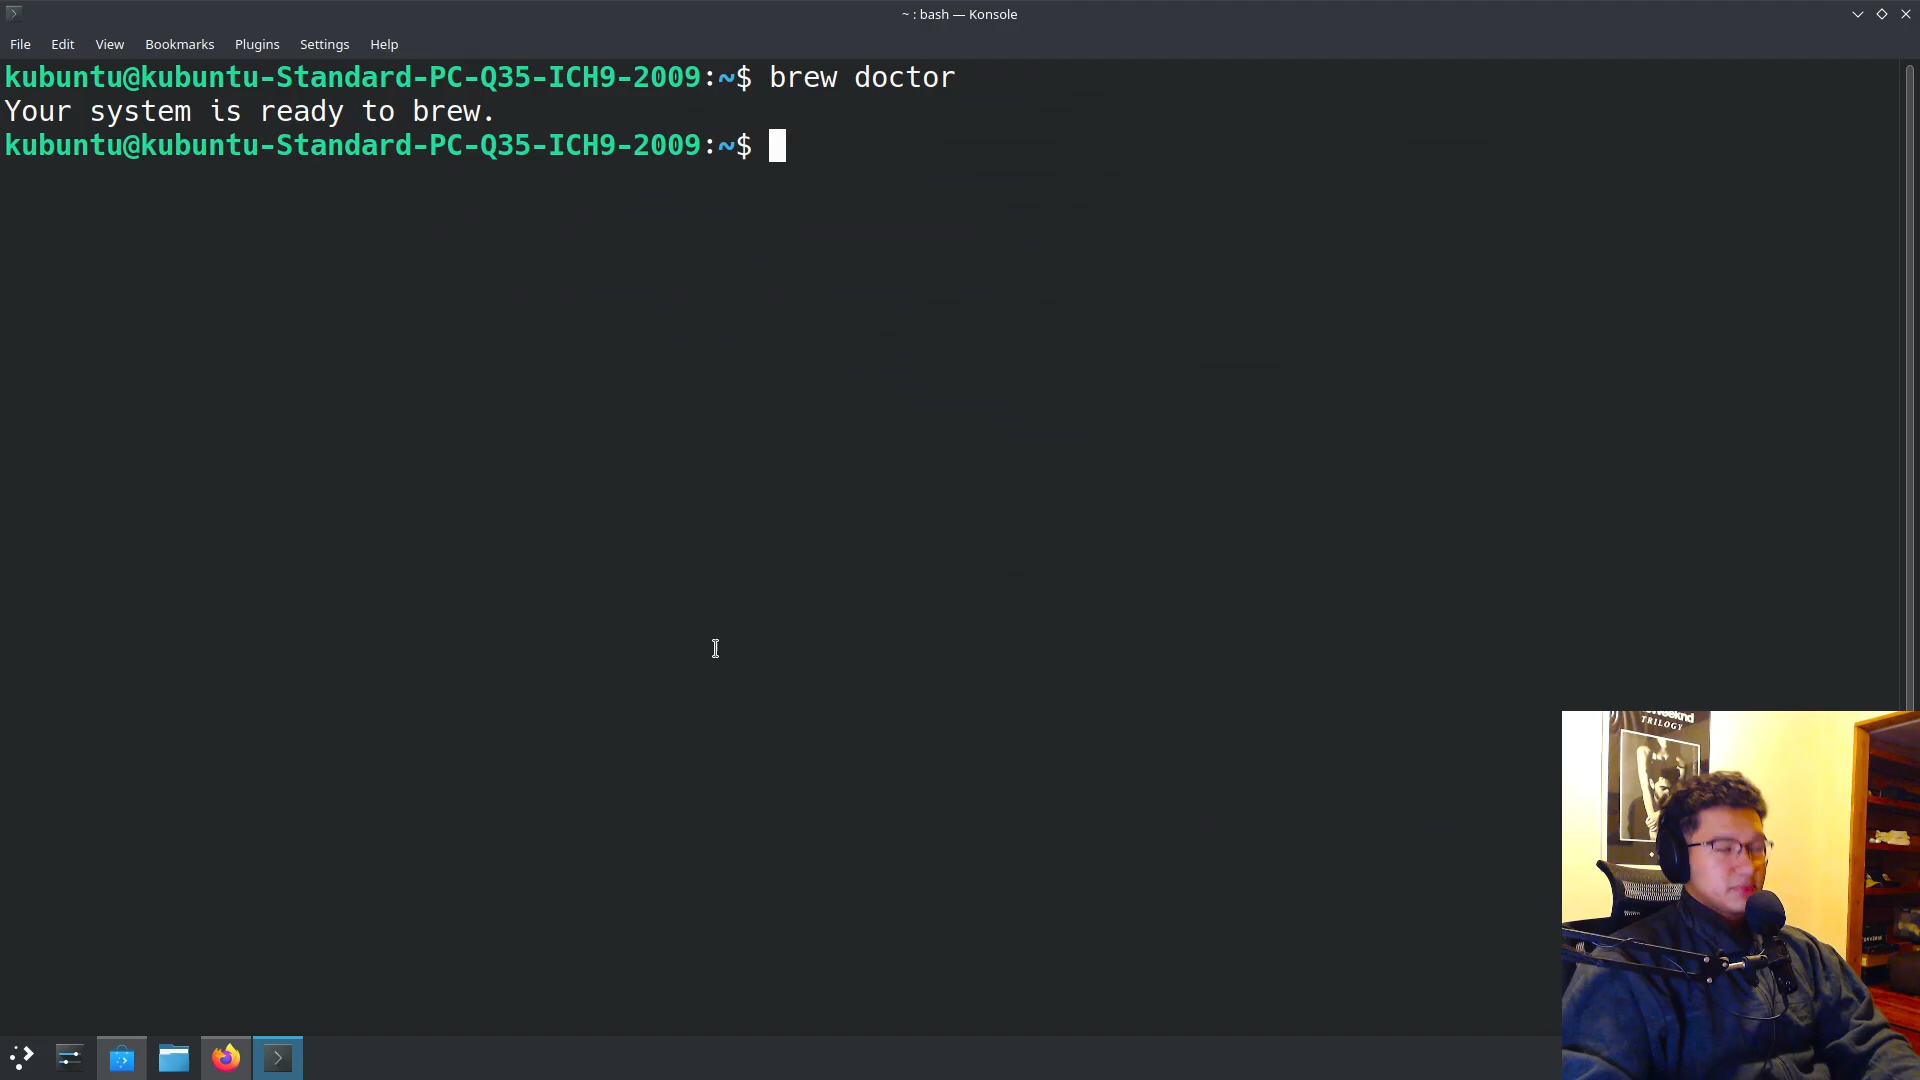 ~ : bash — Konsole
File Edit View Bookmarks Plugins Settings Help
kubuntu@kubuntu-Standard-PC-Q35-ICH9-2009:~$ brew doctor
Your system is ready to brew.
kubuntu@kubuntu-Standard-PC-Q35-ICH9-2009:~$
TRILOGY